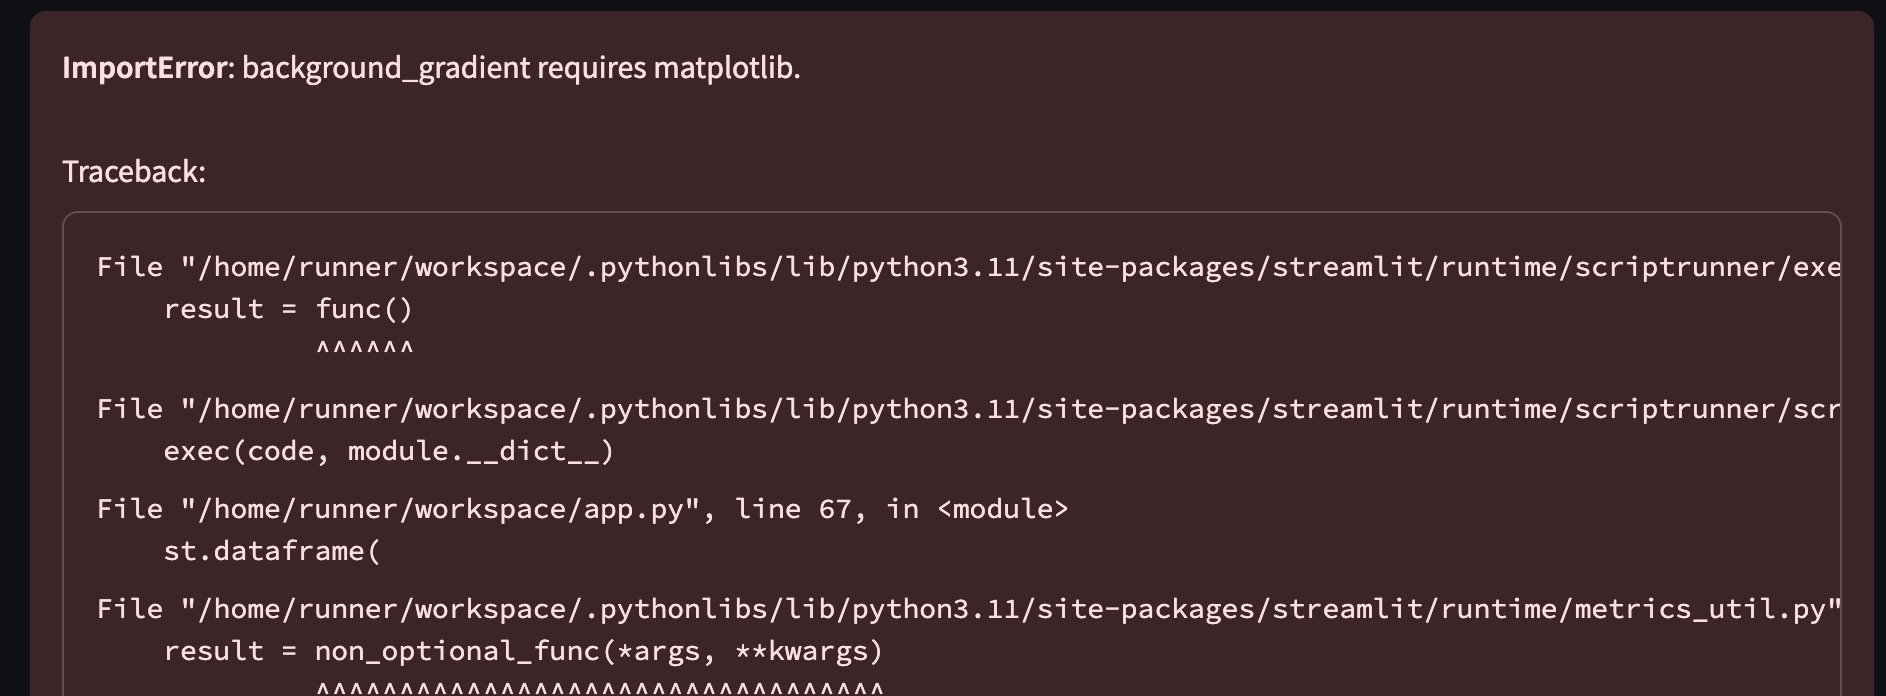 ImportError: background_gradient requires matplotlib.
Traceback:
File "/home/runner/workspace/.pythonlibs/lib/python3.11/site-packages/streamlit/runtime/scriptrunner/exe
result = func()
^^^^^^
File "/home/runner/workspace/.pythonlibs/lib/python3.11/site-packages/streamlit/runtime/scriptrunner/scr
exec(code, module.__dict__)
File "/home/runner/workspace/app.py", line 67, in <module>
st.dataframe(
File "/home/runner/workspace/.pythonlibs/lib/python3.11/site-packages/streamlit/runtime/metrics_util.py"
result = non_optional_func(*args, **kwargs)
^^^^^^^^^^^^^^^^^^^^^^^^^^^^^^^^^^